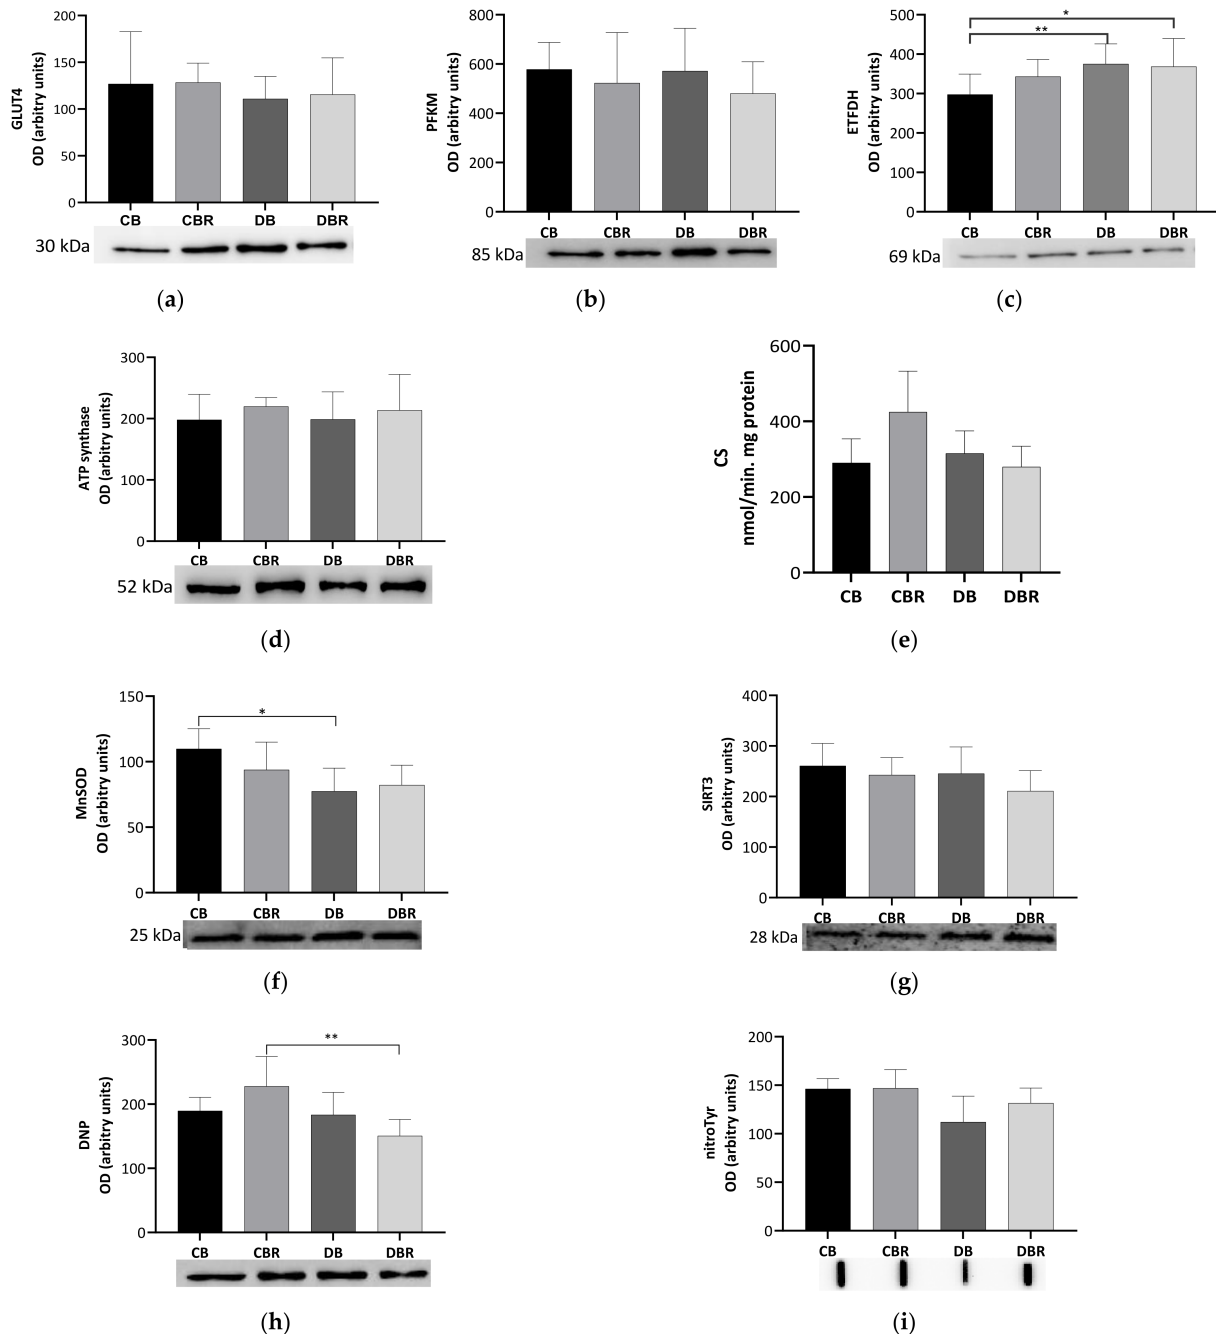 200
150
100
50
0
GLUT4
OD (arbitry units)
CB CBR DB DBR
30 kDa
(a)
800
600
400
200
0
PFKM
OD (arbitry units)
CB CBR DB DBR
85 kDa
(b)
500
400
300
200
100
0
ETFDH
OD (arbitry units)
*
**
CB CBR DB DBR
69 kDa
(c)
300
200
100
0
ATP synthase
OD (arbitry units)
CB CBR DB DBR
52 kDa
(d)
600
400
200
0
CS
nmol/min. mg protein
CB CBR DB DBR
(e)
150
100
50
0
MnSOD
OD (arbitry units)
*
CB CBR DB DBR
25 kDa
(f)
400
300
200
100
0
SIRT3
OD (arbitry units)
CB CBR DB DBR
28 kDa
(g)
300
200
100
0
DNP
OD (arbitry units)
**
CB CBR DB DBR
(h)
200
150
100
50
0
nitroTyr
OD (arbitry units)
CB CBR DB DBR
(i)